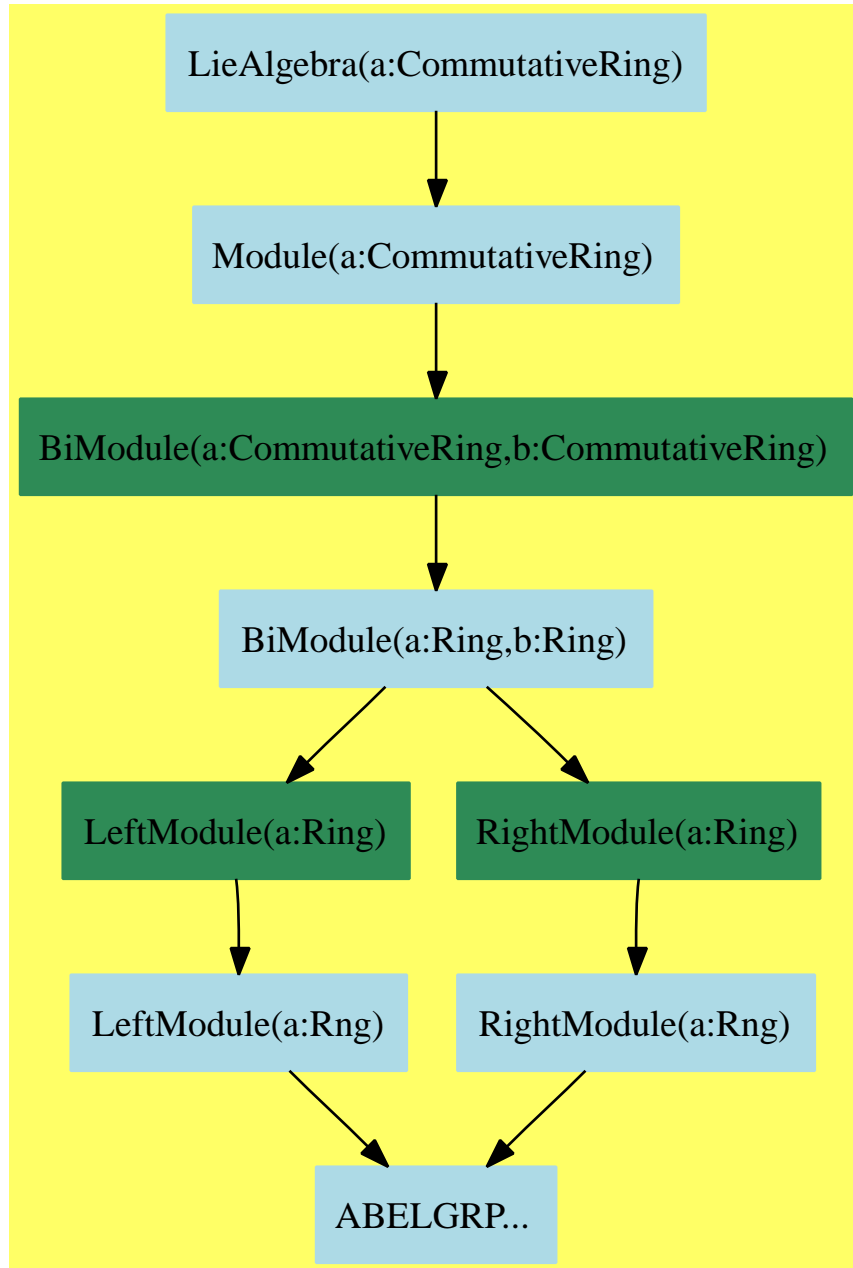 LieAlgebra(a:CommutativeRing)
Module(a:CommutativeRing)
BiModule(a:CommutativeRing,b:CommutativeRing)
BiModule(a:Ring,b:Ring)
LeftModule(a:Ring)
RightModule(a:Ring)
LeftModule(a:Rng)
RightModule(a:Rng)
ABELGRP...